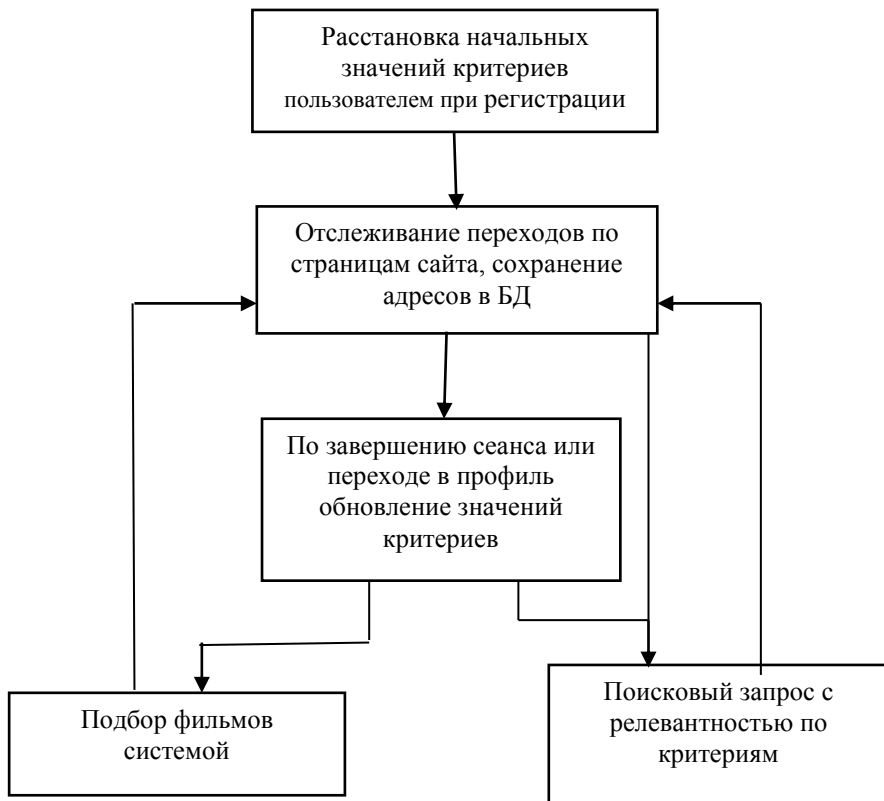 Расстановка начальных
значений критериев
пользователем при регистрации
Отслеживание переходов по
страницам сайта, сохранение
адресов в БД
По завершению сеанса или
переходе в профиль
обновление значений
критериев
Подбор фильмов
системой
Поисковый запрос с
релевантностью по
критериям